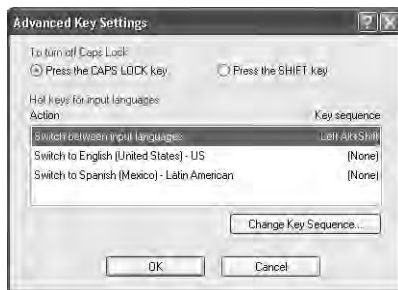 Advanced Key Settings
To turn off Caps Lock
Press the CAPS LOCK key Press the SHIFT key
Hot keys for input languages
Action Key sequence
Switch between input languages Left Alt+Shift
Switch to English (United States) - US (None)
Switch to Spanish (Mexico) - Latin American (None)
Change Key Sequence...
OK Cancel